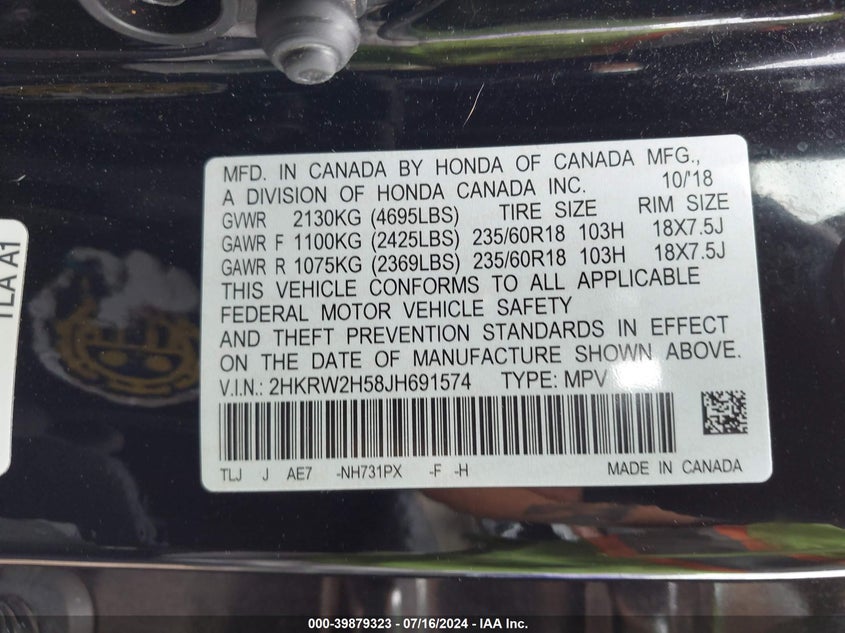 MFD. IN CANADA BY HONDA OF CANADA MFG.,
A DIVISION OF HONDA CANADA INC. 10/'18
GVWR 2130KG (4695LBS) TIRE SIZE RIM SIZE
GAWR F 1100KG (2425LBS) 235/60R18 103H 18X7.5J
GAWR R 1075KG (2369LBS) 235/60R18 103H 18X7.5J
THIS VEHICLE CONFORMS TO ALL APPLICABLE
FEDERAL MOTOR VEHICLE SAFETY
AND THEFT PREVENTION STANDARDS IN EFFECT
ON THE DATE OF MANUFACTURE SHOWN ABOVE.
V.I.N.: 2HKRW2H58JH691574 TYPE: MPV
TLJ J AE7 -NH731PX -F -H MADE IN CANADA
TLA A1
000-39879323 - 07/16/2024 - IAA Inc.